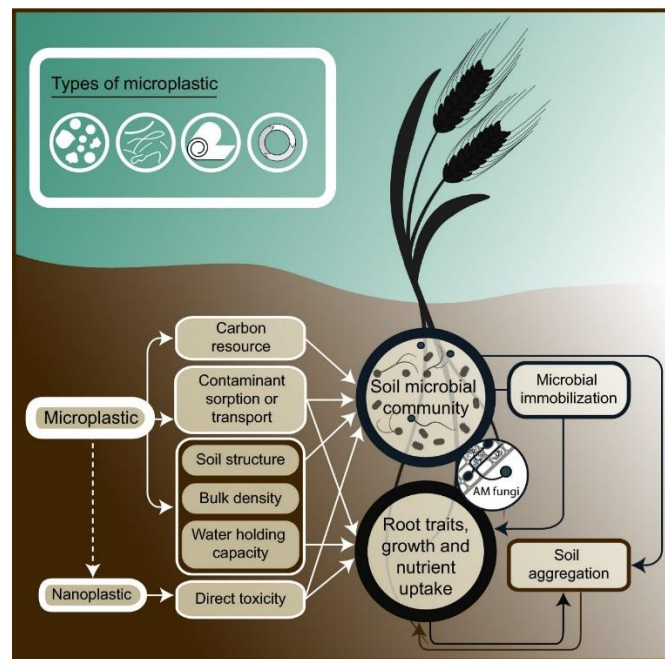 Types of microplastic
Carbon
resource
Contaminant
sorption or
transport
Microplastic
Soil structure
Bulk density
Water holding
capacity
Nanoplastic
Direct toxicity
Soil microbial
community
Microbial
immobilization
AM fungi
Root traits,
growth and
nutrient
uptake
Soil
aggregation